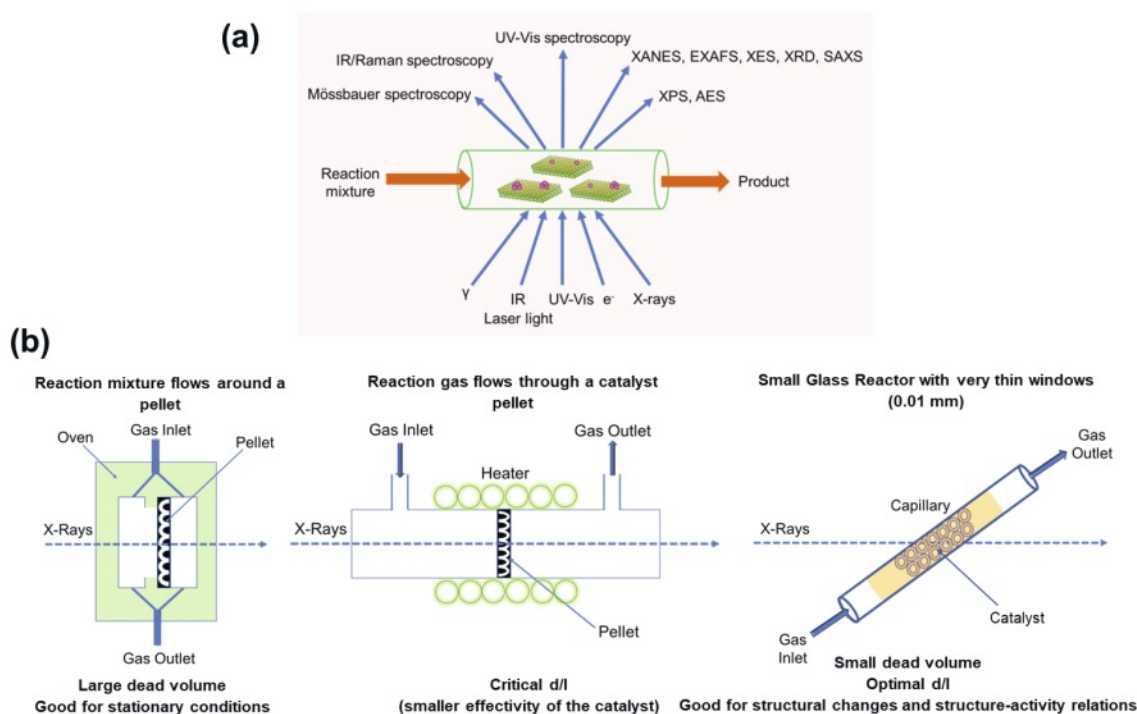 (a)
UV-Vis spectroscopy
IR/Raman spectroscopy
XANES, EXAFS, XES, XRD, SAXS
Mössbauer spectroscopy
XPS, AES
Reaction
mixture
Product
γ
IR
UV-Vis
e-
X-rays
Laser light
(b)
Reaction mixture flows around a
pellet
Oven
Gas Inlet
Pellet
X-Rays
Gas Outlet
Large dead volume
Good for stationary conditions
Reaction gas flows through a catalyst
pellet
Gas Inlet
Gas Outlet
Heater
X-Rays
Pellet
Critical d/l
(smaller effectivity of the catalyst)
Small Glass Reactor with very thin windows
(0.01 mm)
Gas
Outlet
Capillary
X-Rays
Catalyst
Gas
Inlet
Small dead volume
Optimal d/l
Good for structural changes and structure-activity relations